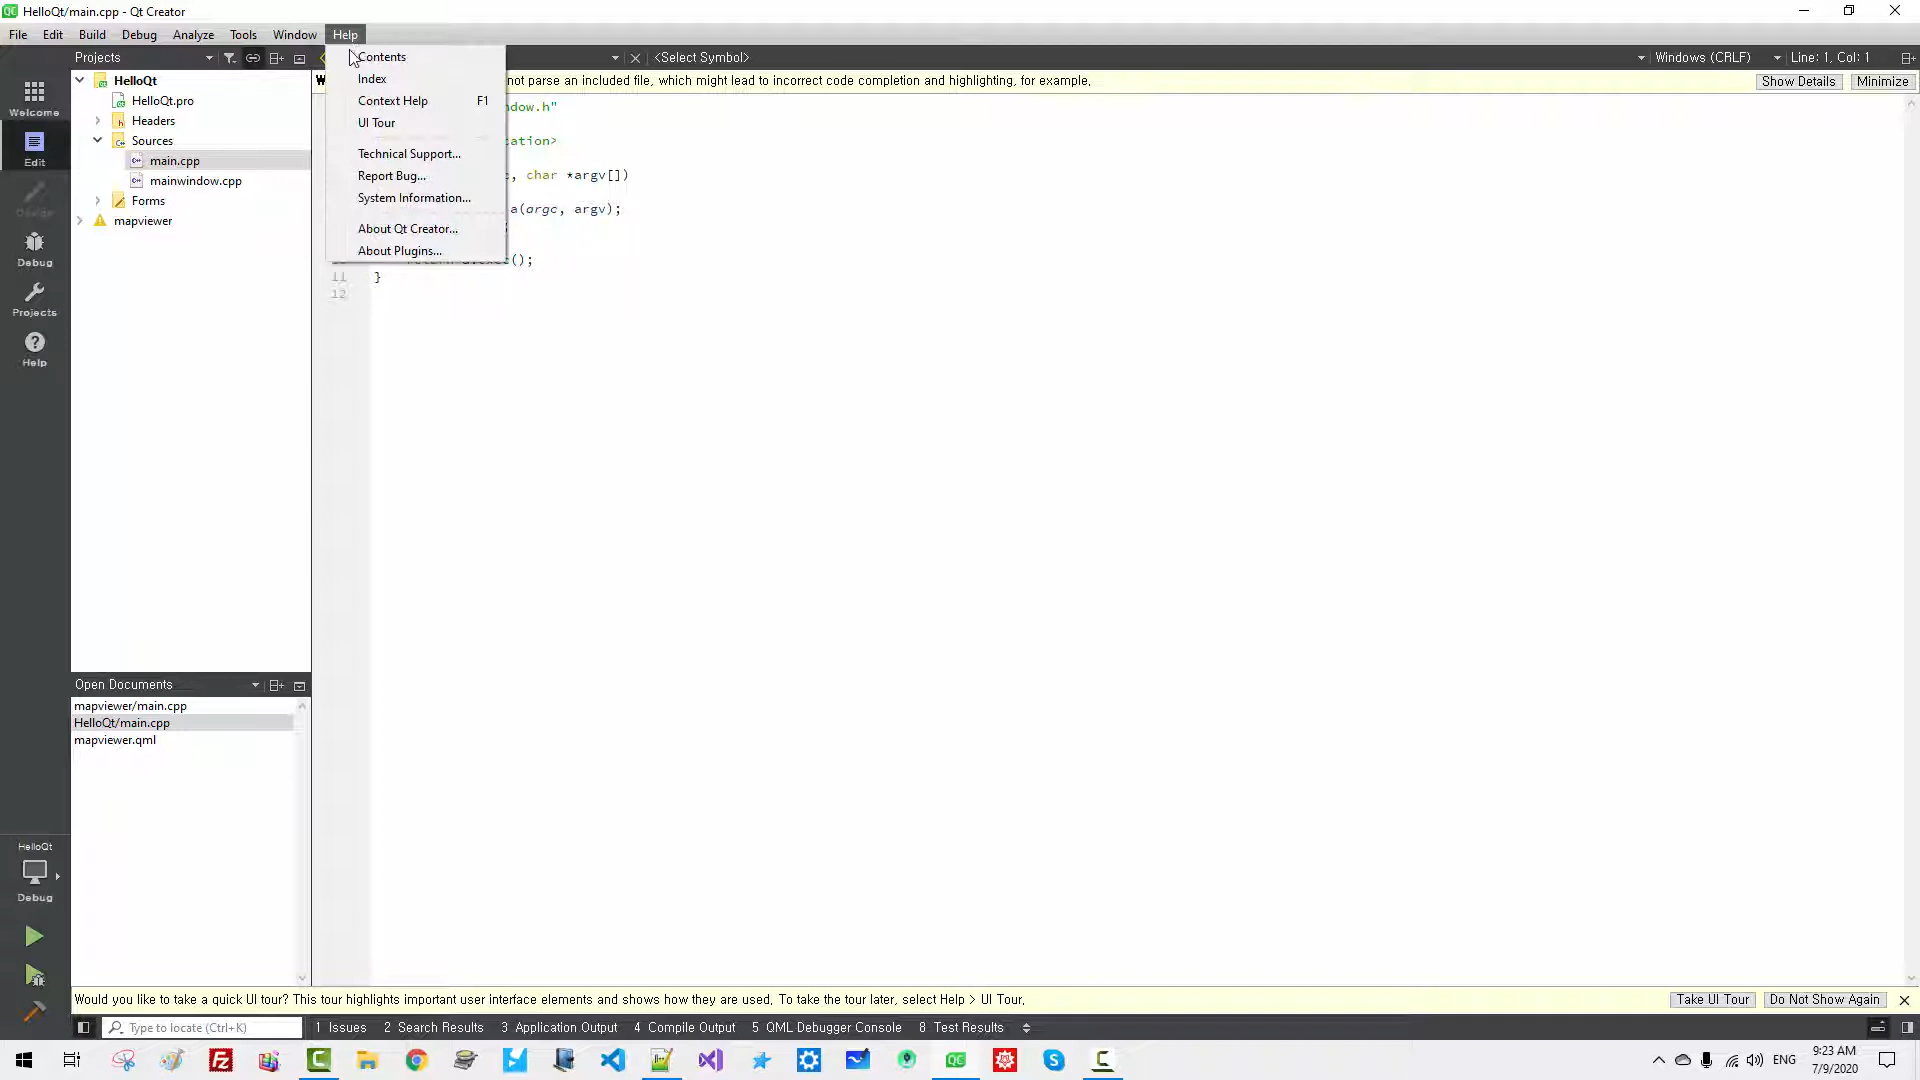 HelloQt/main.cpp - Qt Creator
File Edit Build Debug Analyze Tools Window Help
Projects
<Select Symbol>
Windows (CRLF)
Line: 1, Col: 1
Welcome
Edit
Debug
Projects
Help
HelloQt
HelloQt.pro
Headers
Sources
main.cpp
mainwindow.cpp
Forms
mapviewer
Contents
Index
Context Help F1
UI Tour
Technical Support...
Report Bug...
System Information...
About Qt Creator...
About Plugins...
not parse an included file, which might lead to incorrect code completion and highlighting, for example.
Show Details
Minimize
ndow.h"
ation>
, char *argv[])
a(argc, argv);
();
11 }
12
Open Documents
mapviewer/main.cpp
HelloQt/main.cpp
mapviewer.qml
HelloQt
Debug
Would you like to take a quick UI tour? This tour highlights important user interface elements and shows how they are used. To take the tour later, select Help > UI Tour.
Take UI Tour
Do Not Show Again
Type to locate (Ctrl+K)
1 Issues 2 Search Results 3 Application Output 4 Compile Output 5 QML Debugger Console 8 Test Results
ENG
9:23 AM
7/9/2020